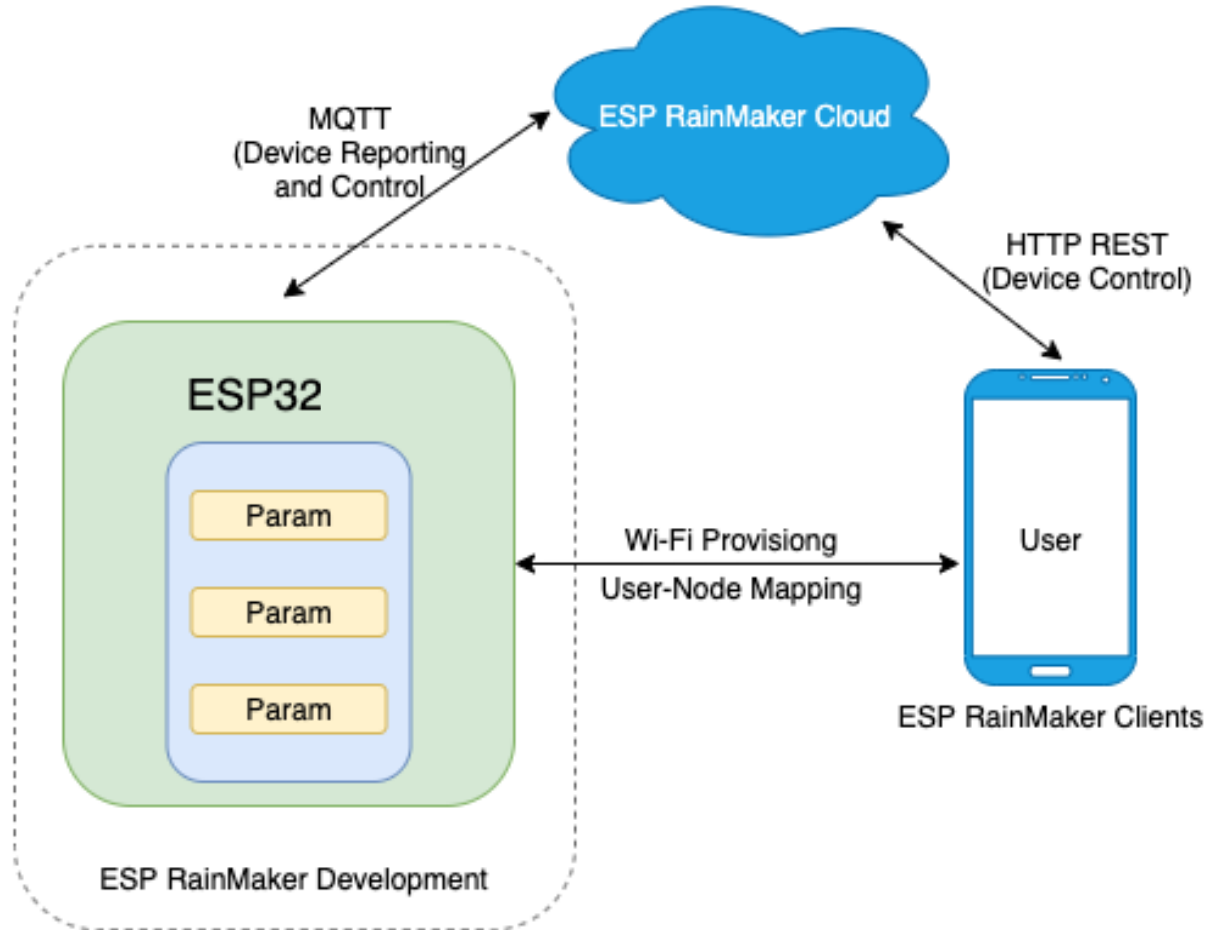 ESP RainMaker Cloud
MQTT
(Device Reporting
and Control
HTTP REST
(Device Control)
ESP32
Param
Param
Param
Wi-Fi Provisiong
User-Node Mapping
User
ESP RainMaker Clients
ESP RainMaker Development